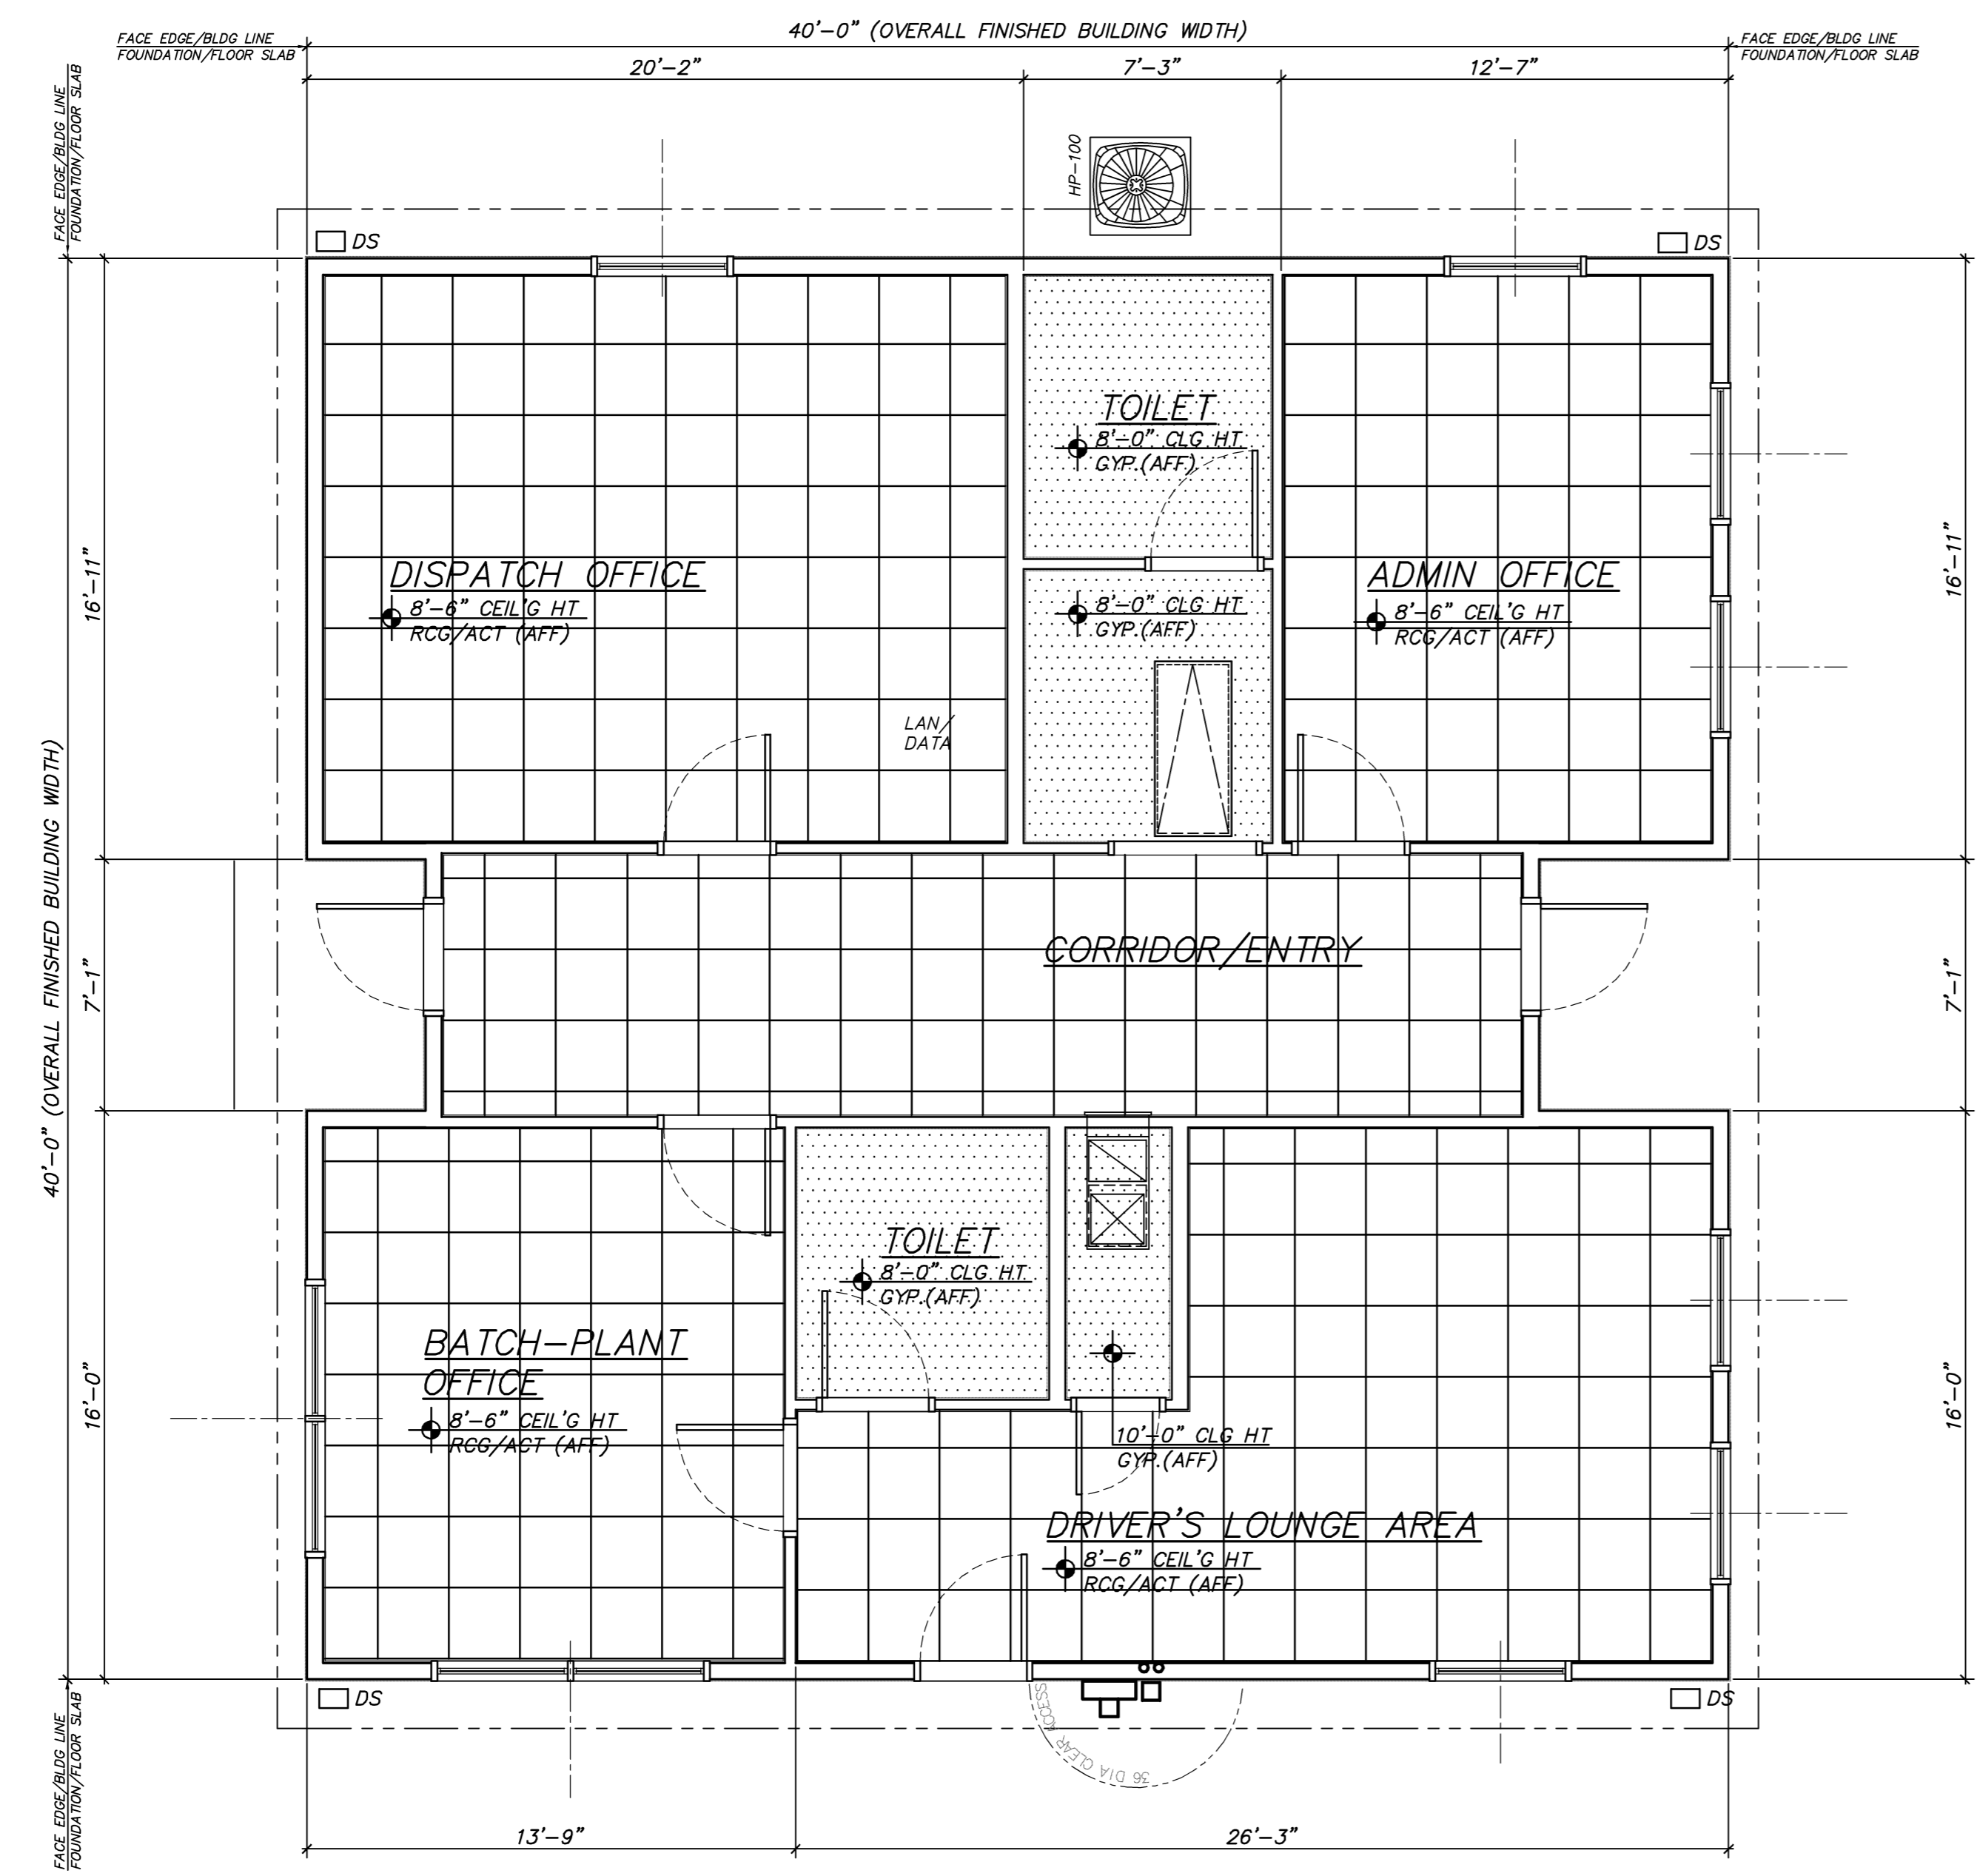 40'-0" (OVERALL FINISHED BUILDING WIDTH)
FACE EDGE/BLDG LINE
FOUNDATION/FLOOR SLAB
FACE EDGE/BLDG LINE
FOUNDATION/FLOOR SLAB
20'-2"
7'-3"
12'-7"
FACE EDGE/BLDG LINE
FOUNDATION/FLOOR SLAB
HP-100
DS
DS
TOILET
8'-0" CLG HT
GYP.(AFF)
16'-11"
16'-11"
DISPATCH OFFICE
8'-6" CEIL'G HT
RCG/ACT (AFF)
8'-0" CLG HT
GYP.(AFF)
ADMIN OFFICE
8'-6" CEIL'G HT
RCG/ACT (AFF)
LAN/
DATA
40'-0" (OVERALL FINISHED BUILDING WIDTH)
7'-1"
CORRIDOR/ENTRY
7'-1"
TOILET
8'-0" CLG HT
GYP.(AFF)
BATCH-PLANT
OFFICE
8'-6" CEIL'G HT
RCG/ACT (AFF)
16'-0"
16'-0"
10'-0" CLG HT
GYP.(AFF)
DRIVER'S LOUNGE AREA
8'-6" CEIL'G HT
RCG/ACT (AFF)
DS
DS
36 DIA CLEAR ACCESS
FACE EDGE/BLDG LINE
FOUNDATION/FLOOR SLAB
13'-9"
26'-3"